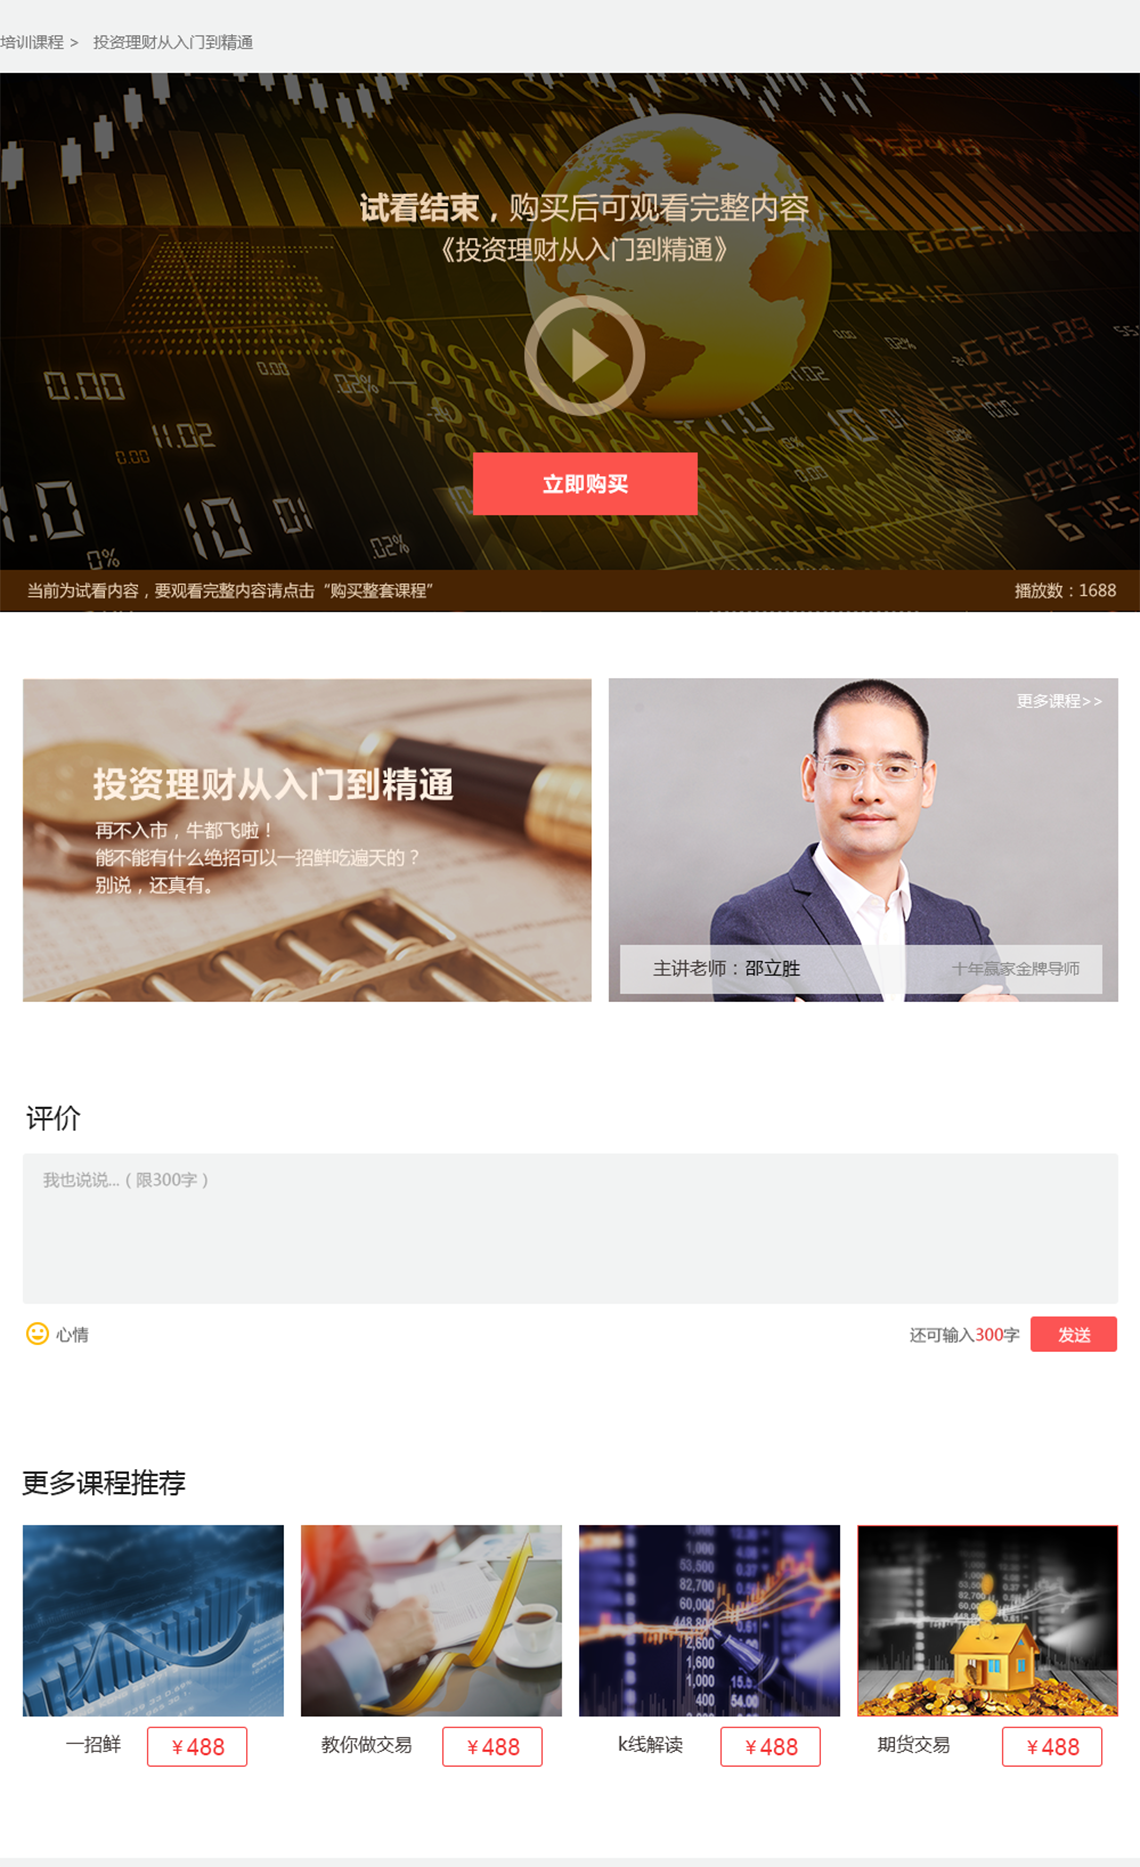 培训课程 > 投资理财从入门到精通
试看结束，购买后可观看完整内容
《投资理财从入门到精通》
立即购买
当前为试看内容，要观看完整内容请点击“购买整套课程”
播放数：1688
投资理财从入门到精通
再不入市，牛都飞啦！
能不能有什么绝招可以一招鲜吃遍天的？
别说，还真有。
更多课程>>
主讲老师：邵立胜
十年赢家金牌导师
评价
我也说说...（限300字）
心情
还可输入300字
发送
更多课程推荐
一招鲜
￥488
教你做交易
￥488
k线解读
￥488
期货交易
￥488